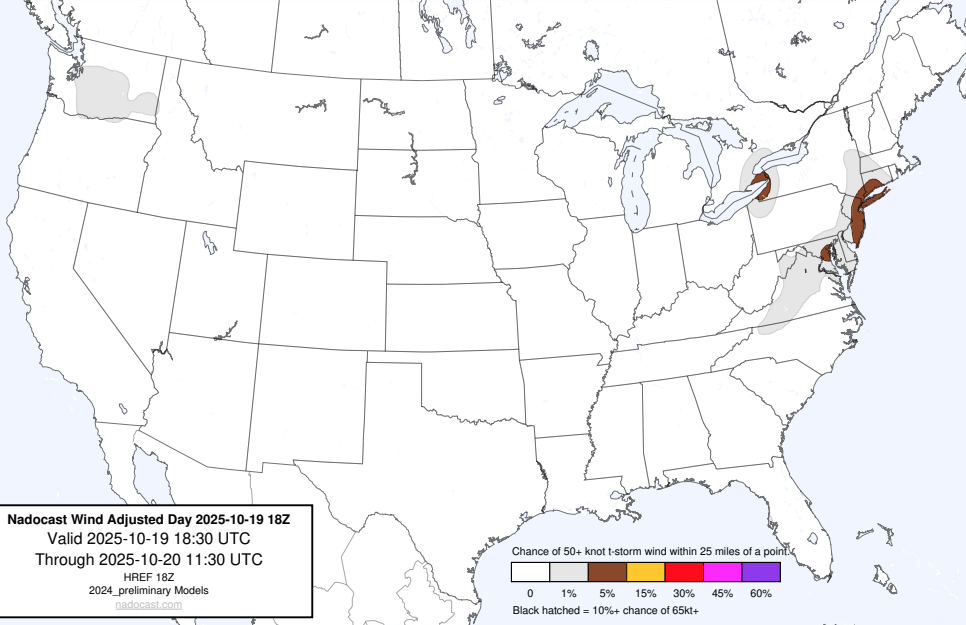 Nadocast Wind Adjusted Day 2025-10-19 18Z
Valid 2025-10-19 18:30 UTC
Through 2025-10-20 11:30 UTC
HREF 18Z
2024_preliminary Models
nadocast.com
Chance of 50+ knot t-storm wind within 25 miles of a point.
0 1% 5% 15% 30% 45% 60%
Black hatched = 10%+ chance of 65kt+